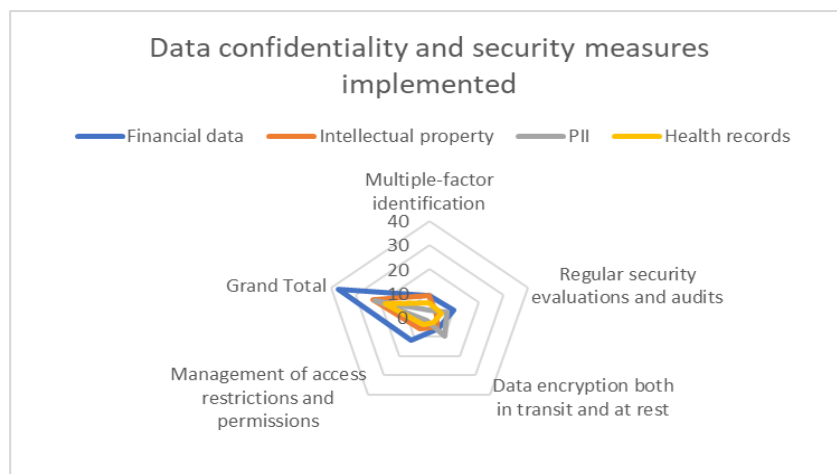 Data confidentiality and security measures
implemented
Financial data
Intellectual property
PII
Health records
Multiple-factor
identification
40
30
20
10
0
Regular security
evaluations and audits
Data encryption both
in transit and at rest
Management of access
restrictions and
permissions
Grand Total